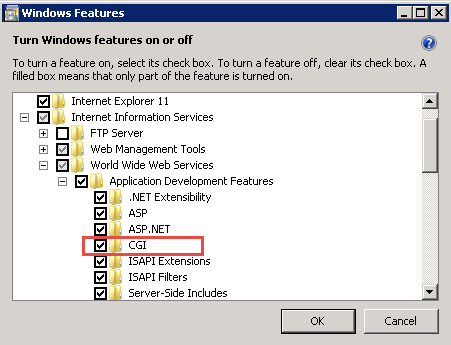 Windows Features
Turn Windows features on or off
To turn a feature on, select its check box. To turn a feature off, clear its check box. A
filled box means that only part of the feature is turned on.
Internet Explorer 11
Internet Information Services
FTP Server
Web Management Tools
World Wide Web Services
Application Development Features
.NET Extensibility
ASP
ASP.NET
CGI
ISAPI Extensions
ISAPI Filters
Server-Side Includes
OK
Cancel